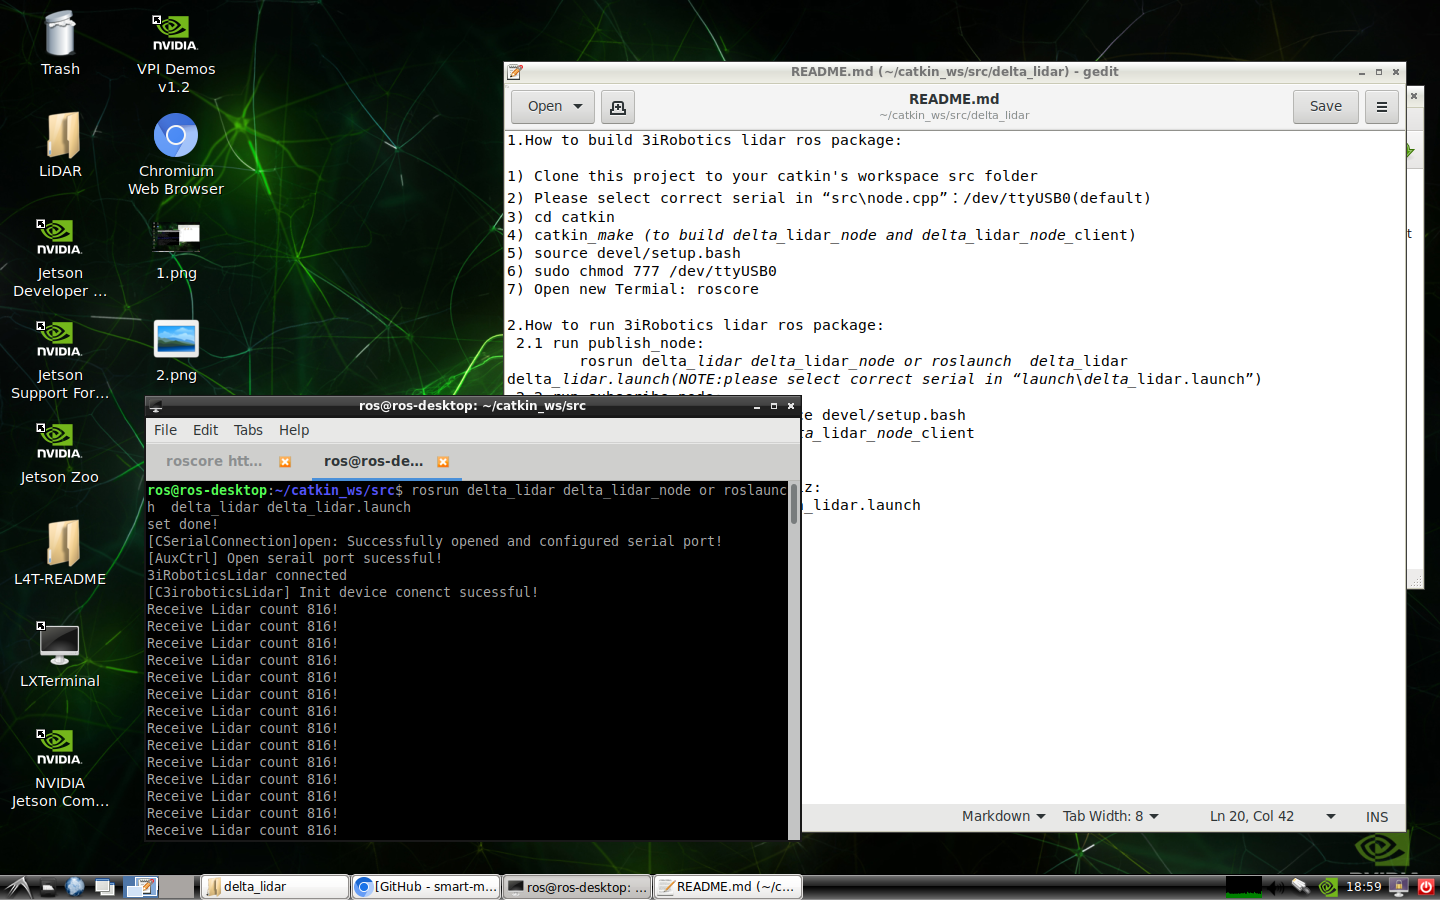 Trash
NVIDIA.
VPI Demos
v1.2
LiDAR
Chromium
Web Browser
NVIDIA.
Jetson
Developer ...
1.png
NVIDIA.
Jetson
Support For...
2.png
NVIDIA.
Jetson Zoo
L4T-README
LXTerminal
NVIDIA.
NVIDIA
Jetson Com...
README.md (~/catkin_ws/src/delta_lidar) - gedit
Open
README.md
~/catkin_ws/src/delta_lidar
Save
1.How to build 3iRobotics lidar ros package:
1) Clone this project to your catkin's workspace src folder
2) Please select correct serial in “src\node.cpp”：/dev/ttyUSB0(default)
3) cd catkin
4) catkin_make (to build delta_lidar_node and delta_lidar_node_client)
5) source devel/setup.bash
6) sudo chmod 777 /dev/ttyUSB0
7) Open new Termial: roscore
2.How to run 3iRobotics lidar ros package:
2.1 run publish_node:
rosrun delta_lidar delta_lidar_node or roslaunch  delta_lidar
delta_lidar.launch(NOTE:please select correct serial in “launch\delta_lidar.launch”)
e devel/setup.bash
ta_lidar_node_client
iz:
a_lidar.launch
t
Markdown
Tab Width: 8
Ln 20, Col 42
INS
ros@ros-desktop: ~/catkin_ws/src
File Edit Tabs Help
roscore htt...
ros@ros-de...
ros@ros-desktop:~/catkin_ws/src$ rosrun delta_lidar delta_lidar_node or roslaunc
h  delta_lidar delta_lidar.launch
set done!
[CSerialConnection]open: Successfully opened and configured serial port!
[AuxCtrl] Open serail port sucessful!
3iRoboticsLidar connected
[C3iroboticsLidar] Init device conenct sucessful!
Receive Lidar count 816!
Receive Lidar count 816!
Receive Lidar count 816!
Receive Lidar count 816!
Receive Lidar count 816!
Receive Lidar count 816!
Receive Lidar count 816!
Receive Lidar count 816!
Receive Lidar count 816!
Receive Lidar count 816!
Receive Lidar count 816!
Receive Lidar count 816!
Receive Lidar count 816!
Receive Lidar count 816!
delta_lidar
[GitHub - smart-m...
ros@ros-desktop: ...
README.md (~/c...
18:59